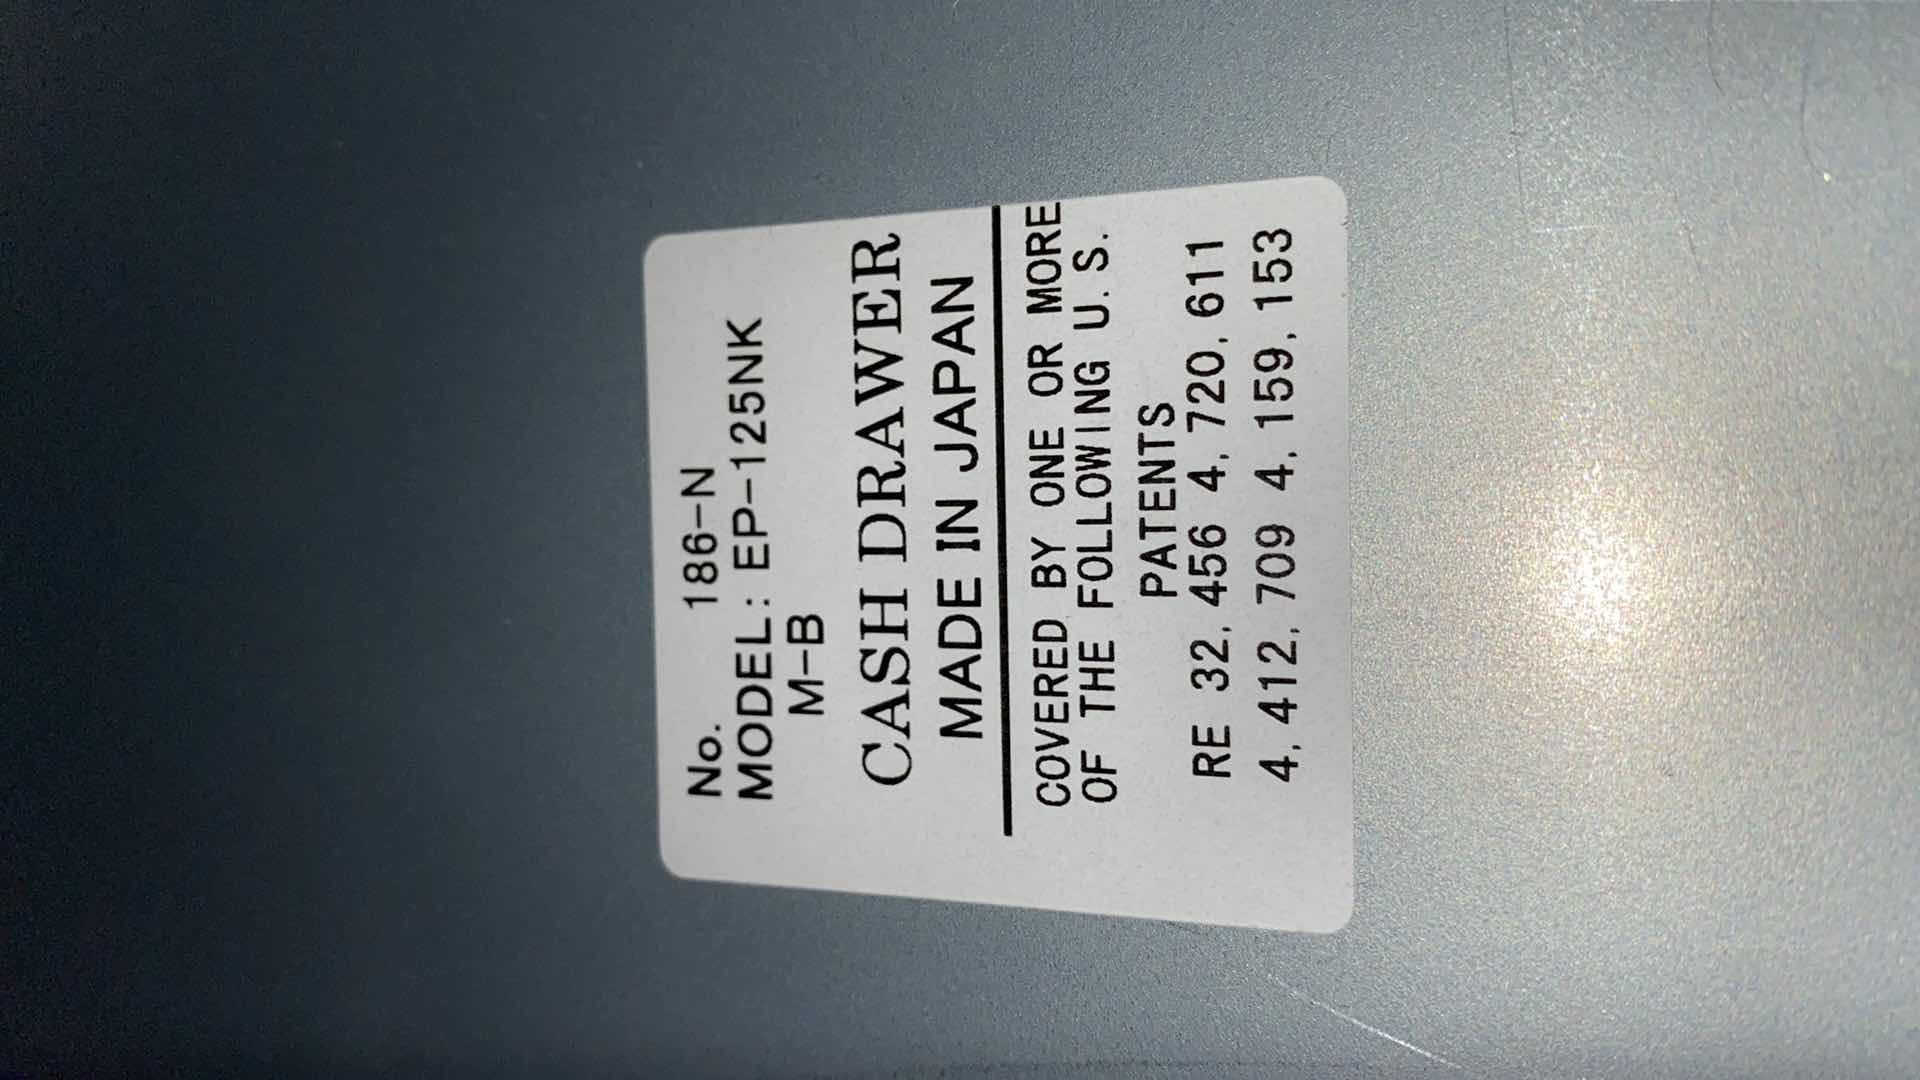 No. 186-N
MODEL: EP-125NK
M-B
CASH DRAWER
MADE IN JAPAN
COVERED BY ONE OR MORE
OF THE FOLLOWING U.S.
PATENTS
RE 32,456 4,720,611
4,412,709 4,159,153